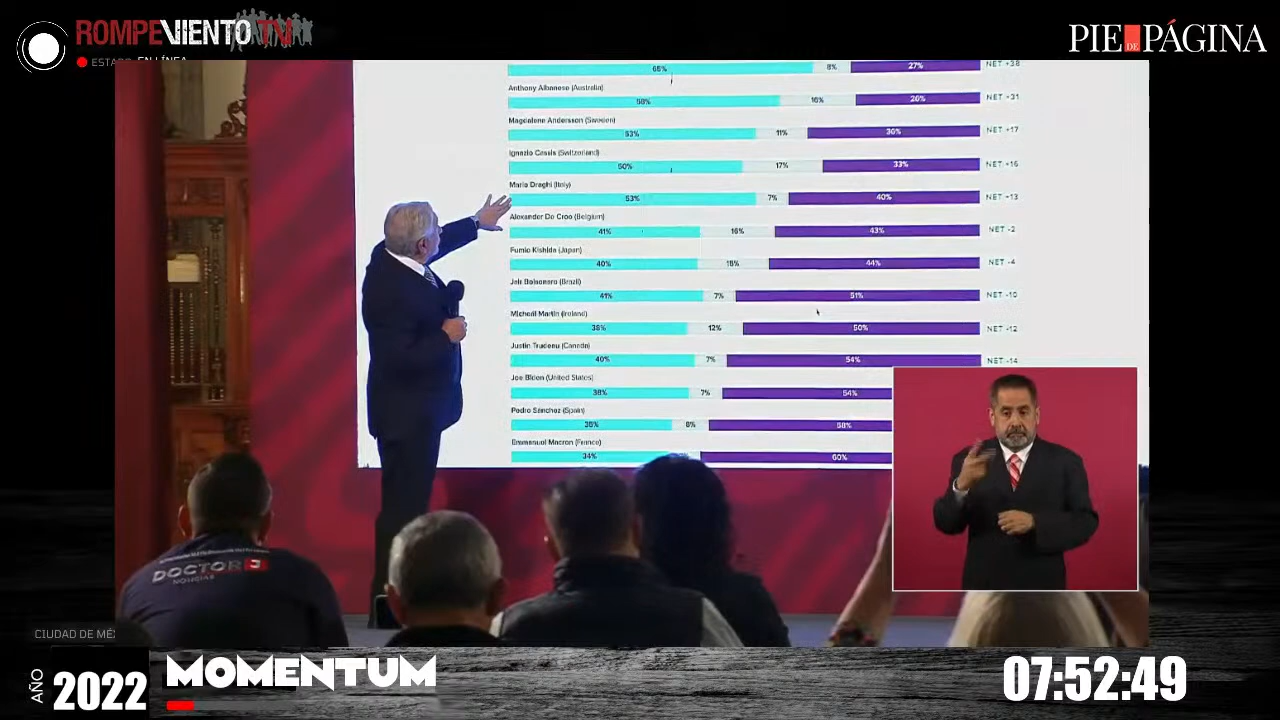 ROMPEVIENTO TV
PIE DE PÁGINA
65% 8% 27% NET +38
Anthony Albanese (Australia)
58% 16% 26% NET +31
Magdalena Andersson (Sweden)
53% 11% 36% NET +17
Ignazio Cassis (Switzerland)
50% 17% 33% NET +16
Mario Draghi (Italy)
53% 7% 40% NET +13
Alexander De Croo (Belgium)
41% 16% 43% NET -2
Fumio Kishida (Japan)
40% 15% 44% NET -4
Jair Bolsonaro (Brazil)
41% 7% 51% NET -10
Micheál Martin (Ireland)
38% 12% 50% NET -12
Justin Trudeau (Canada)
40% 7% 54% NET -14
Joe Biden (United States)
38% 7% 54%
Pedro Sánchez (Spain)
35% 8% 58%
Emmanuel Macron (France)
34% 60%
DOCTOR
NOTICIAS
CIUDAD DE MÉ
AÑO 2022 MOMENTUM 07:52:49